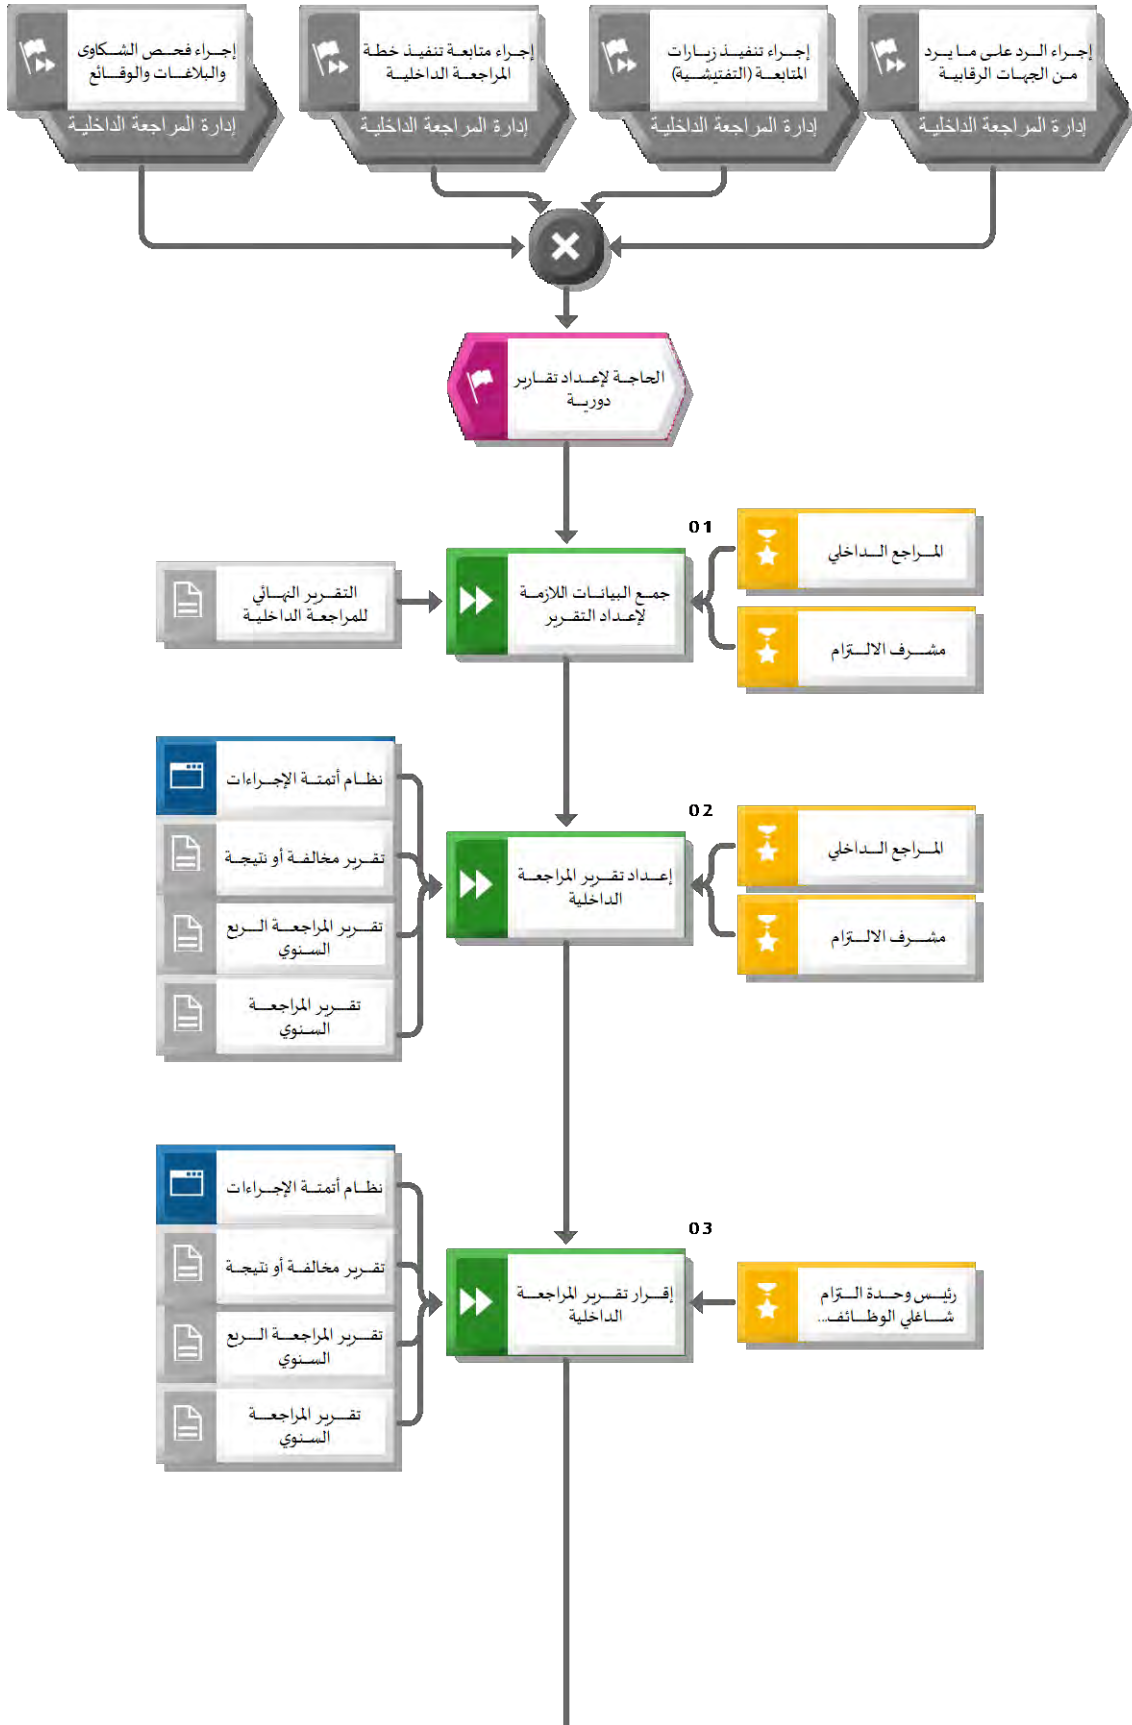 إجراء الرد على ما يرد
من الجهات الرقابية
إدارة المراجعة الداخلية
إجراء تنفيذ زيارات
المتابعة (التفتيشية)
إدارة المراجعة الداخلية
إجراء متابعة تنفيذ خطة
المراجعة الداخلية
إدارة المراجعة الداخلية
إجراء فحص الشكاوى
والبلاغات والوقائع
إدارة المراجعة الداخلية
الحاجة لإعداد تقارير
دورية
01
المراجع الداخلي
مشرف الالتزام
جمع البيانات اللازمة
لإعداد التقرير
التقرير النهائي
للمراجعة الداخلية
02
المراجع الداخلي
مشرف الالتزام
إعداد تقرير المراجعة
الداخلية
نظام أتمتة الإجراءات
تقرير مخالفة أو نتيجة
تقرير المراجعة الربع
السنوي
تقرير المراجعة
السنوي
03
رئيس وحدة التزام
شاغلي الوظائف...
إقرار تقرير المراجعة
الداخلية
نظام أتمتة الإجراءات
تقرير مخالفة أو نتيجة
تقرير المراجعة الربع
السنوي
تقرير المراجعة
السنوي